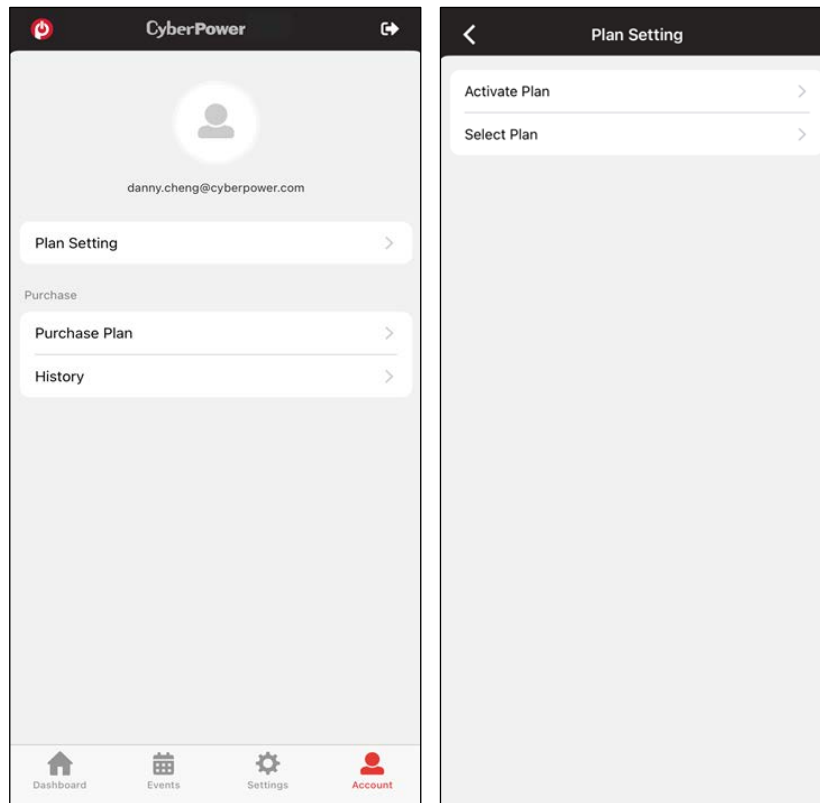 CyberPower
danny.cheng@cyberpower.com
Plan Setting
Purchase
Purchase Plan
History
Dashboard
Events
Settings
Account
Plan Setting
Activate Plan
Select Plan